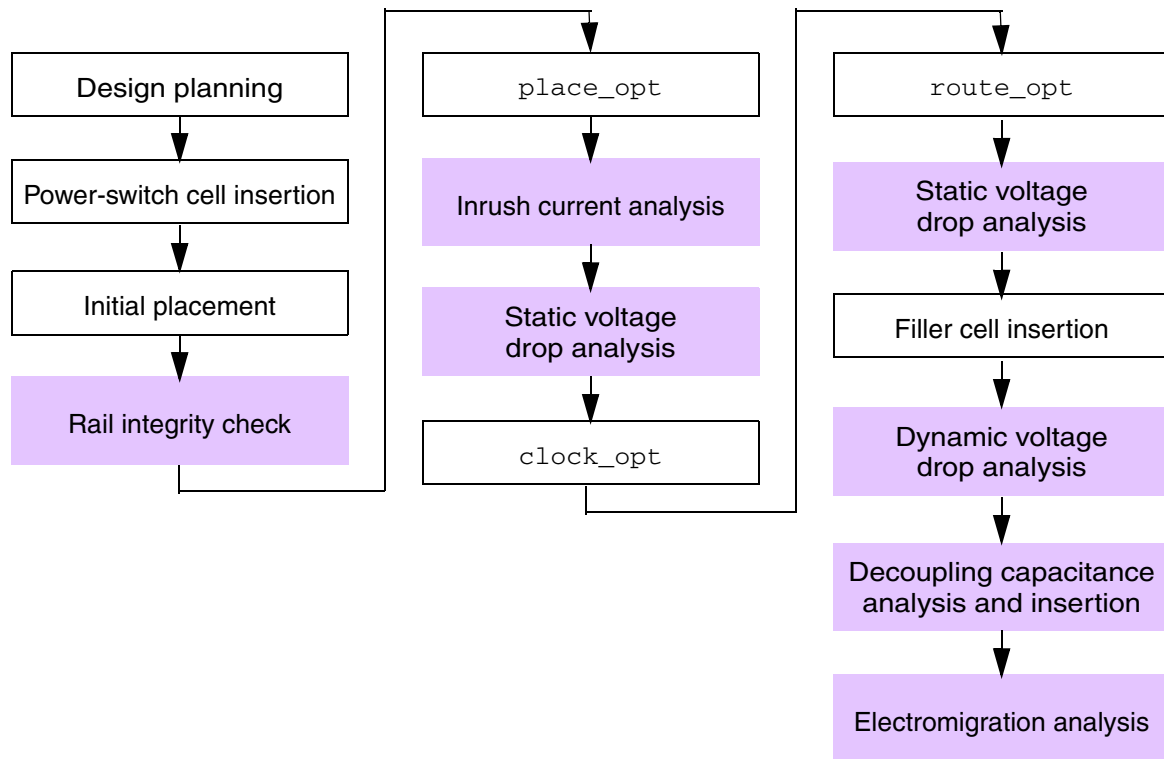 Design planning
Power-switch cell insertion
Initial placement
Rail integrity check
place_opt
Inrush current analysis
Static voltage
drop analysis
clock_opt
route_opt
Static voltage
drop analysis
Filler cell insertion
Dynamic voltage
drop analysis
Decoupling capacitance
analysis and insertion
Electromigration analysis